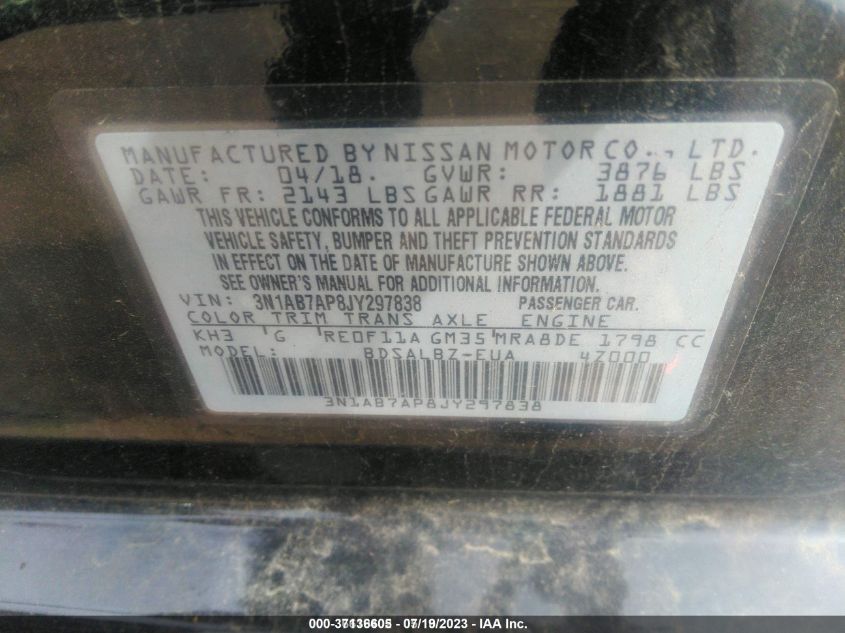 MANUFACTURED BY NISSAN MOTOR CO., LTD.
DATE: 04/18. GVWR: 3876 LBS
GAWR FR: 2143 LBS GAWR RR: 1881 LBS
THIS VEHICLE CONFORMS TO ALL APPLICABLE FEDERAL MOTOR
VEHICLE SAFETY, BUMPER AND THEFT PREVENTION STANDARDS
IN EFFECT ON THE DATE OF MANUFACTURE SHOWN ABOVE.
SEE OWNER'S MANUAL FOR ADDITIONAL INFORMATION
VIN: 3N1AB7AP8JY297838 PASSENGER CAR.
COLOR TRIM TRANS AXLE ENGINE
KH3 'G RE0F11A GM35 'MRA8DE 1798 CC
MODEL: BDSALBZ-EUA 4Z000
3N1AB7AP8JY297838
000-37136605 - 07/19/2023 - IAA Inc.